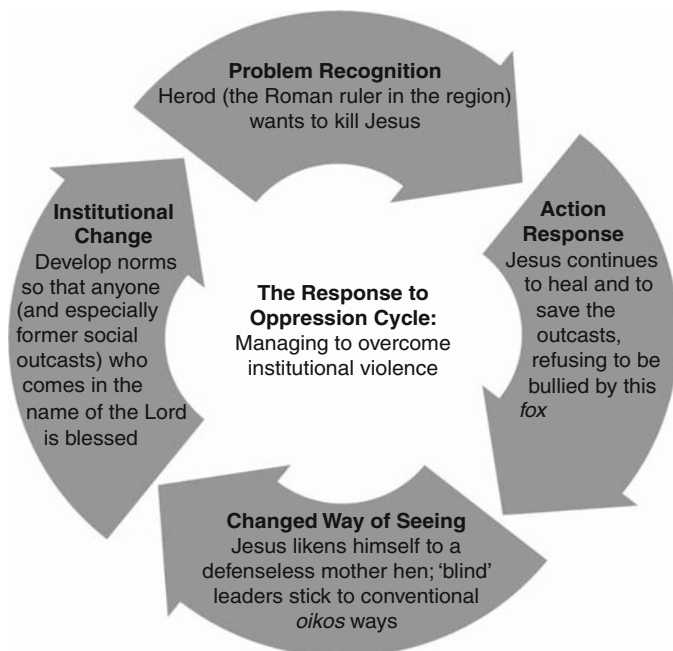 Problem Recognition
Herod (the Roman ruler in the region)
wants to kill Jesus
Action
Response
Jesus continues
to heal and to
save the
outcasts,
refusing to be
bullied by this
fox
Changed Way of Seeing
Jesus likens himself to a
defenseless mother hen; ‘blind’
leaders stick to conventional
oikos ways
Institutional
Change
Develop norms
so that anyone
(and especially
former social
outcasts) who
comes in the
name of the Lord
is blessed
The Response to
Oppression Cycle:
Managing to overcome
institutional violence